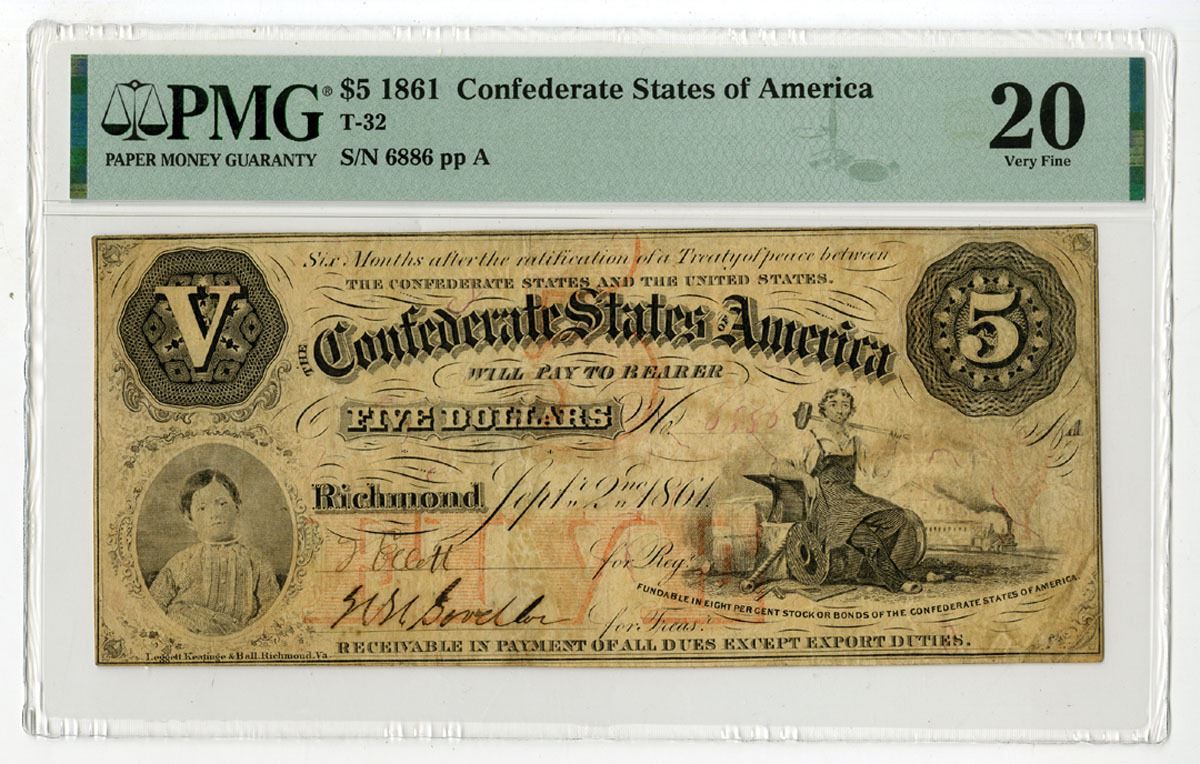 PMG®
PAPER MONEY GUARANTY
$5 1861 Confederate States of America
T-32
S/N 6886 pp A
20
Very Fine
Six Months after the ratification of a Treaty of peace between
THE CONFEDERATE STATES AND THE UNITED STATES.
V
THE Confederate States OF America
5
WILL PAY TO BEARER
FIVE DOLLARS No. 6886
A
Richmond Septr. 2nd 1861.
FIVE
for Regr.
for Treasr.
FUNDABLE IN EIGHT PER CENT STOCK OR BONDS OF THE CONFEDERATE STATES OF AMERICA.
RECEIVABLE IN PAYMENT OF ALL DUES EXCEPT EXPORT DUTIES.
Leggett, Keatinge & Ball, Richmond, Va.